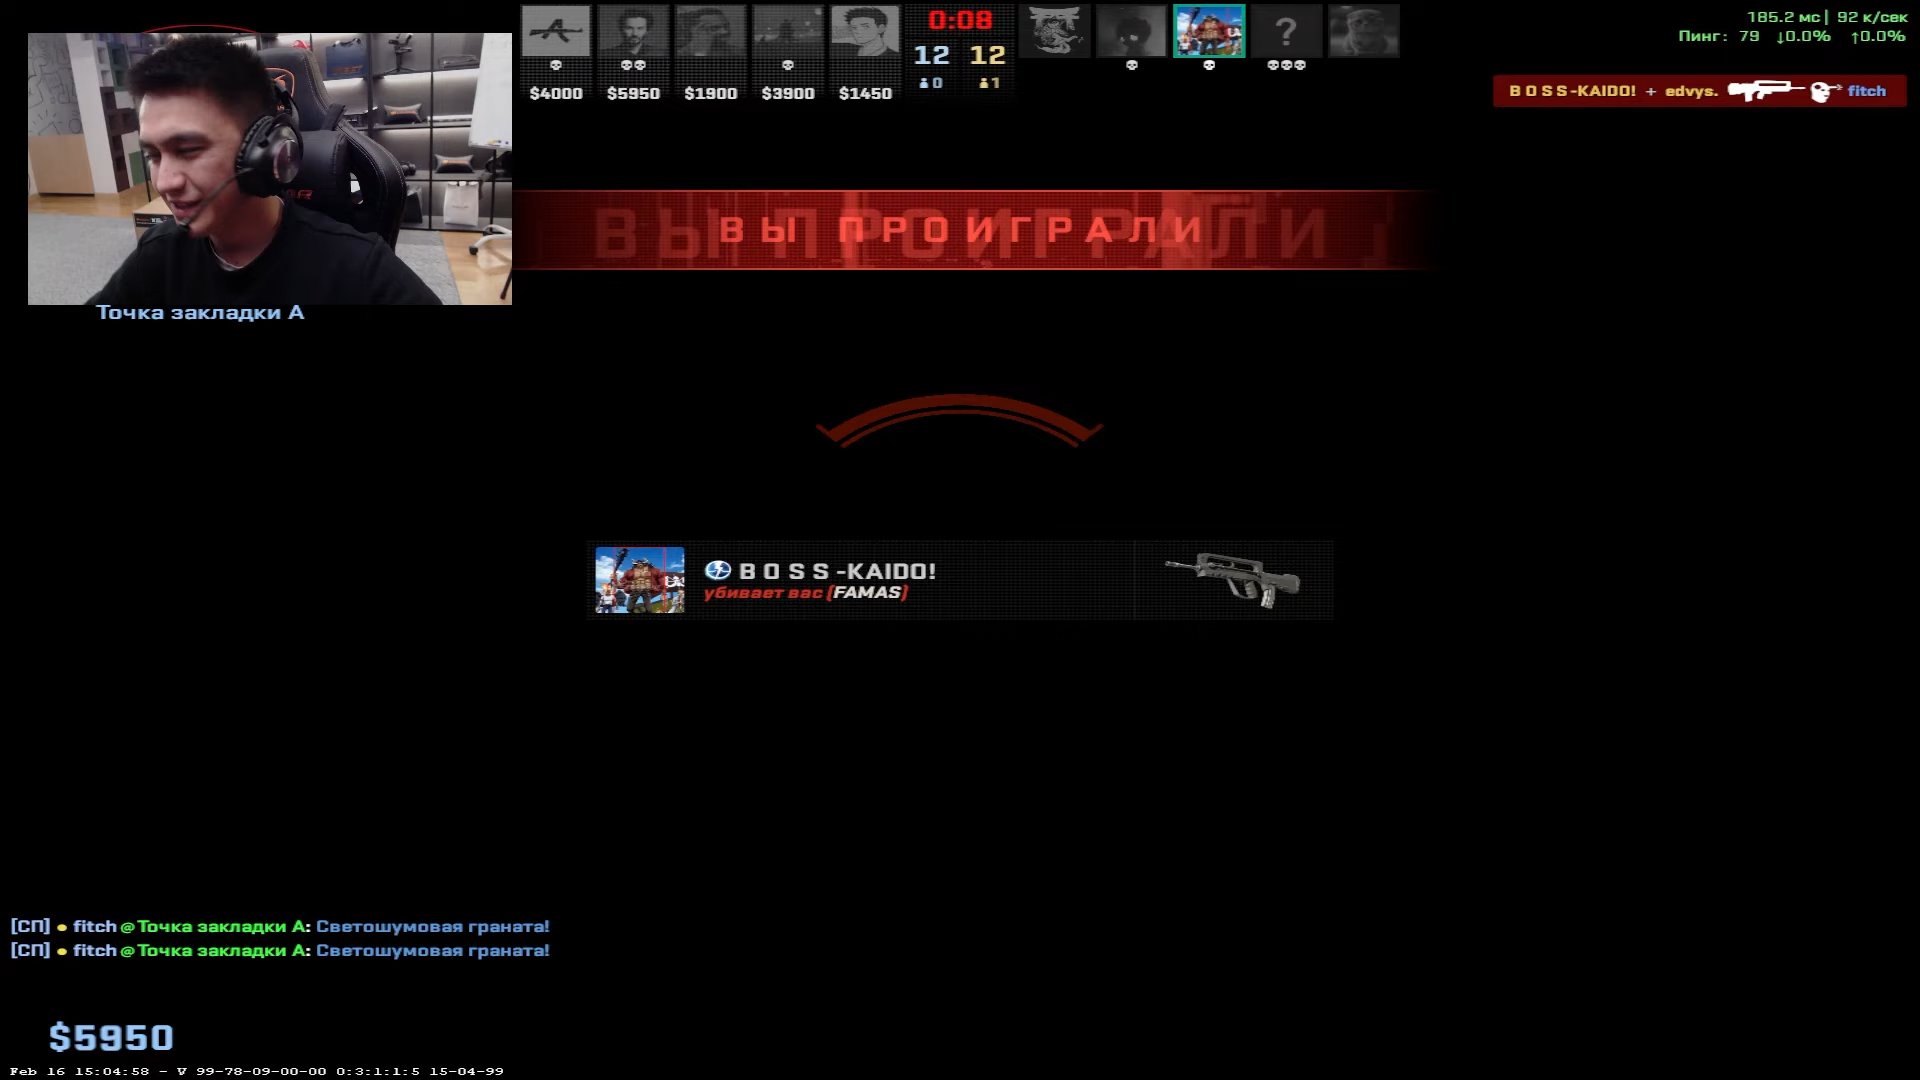 0:08
12 12
0 1
$4000 $5950 $1900 $3900 $1450
?
185.2 мс | 92 к/сек
Пинг: 79 ↓0.0% ↑0.0%
B O S S -KAIDO! + edvys. fitch
ВЫ ПРОИГРАЛИ
Точка закладки A
B O S S -KAIDO!
убивает вас (FAMAS)
[СП] • fitch @ Точка закладки A: Светошумовая граната!
[СП] • fitch @ Точка закладки A: Светошумовая граната!
$5950
Feb 16 15:04:58 - V 99-78-09-00-00 0:3:1:1:5 15-04-99